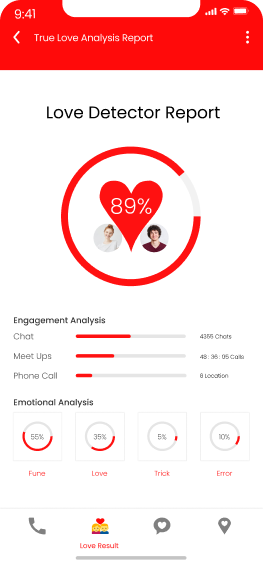 9:41
True Love Analysis Report
Love Detector Report
89%
Engagement Analysis
Chat 4355 Chats
Meet Ups 48 : 36 : 05 Calls
Phone Call 6 Location
Emotional Analysis
55% 35% 5% 10%
Fune Love Trick Error
Love Result